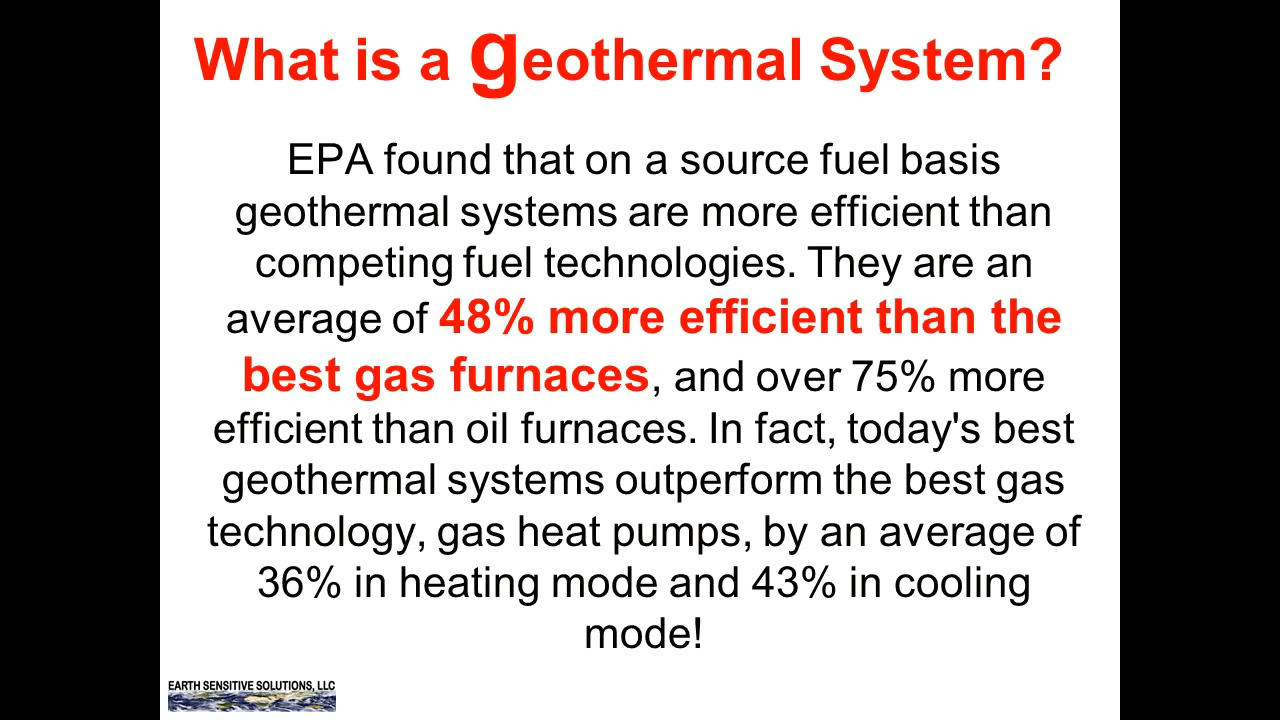 What is a geothermal System?
EPA found that on a source fuel basis
geothermal systems are more efficient than
competing fuel technologies. They are an
average of 48% more efficient than the
best gas furnaces, and over 75% more
efficient than oil furnaces. In fact, today's best
geothermal systems outperform the best gas
technology, gas heat pumps, by an average of
36% in heating mode and 43% in cooling
mode!
EARTH SENSITIVE SOLUTIONS, LLC